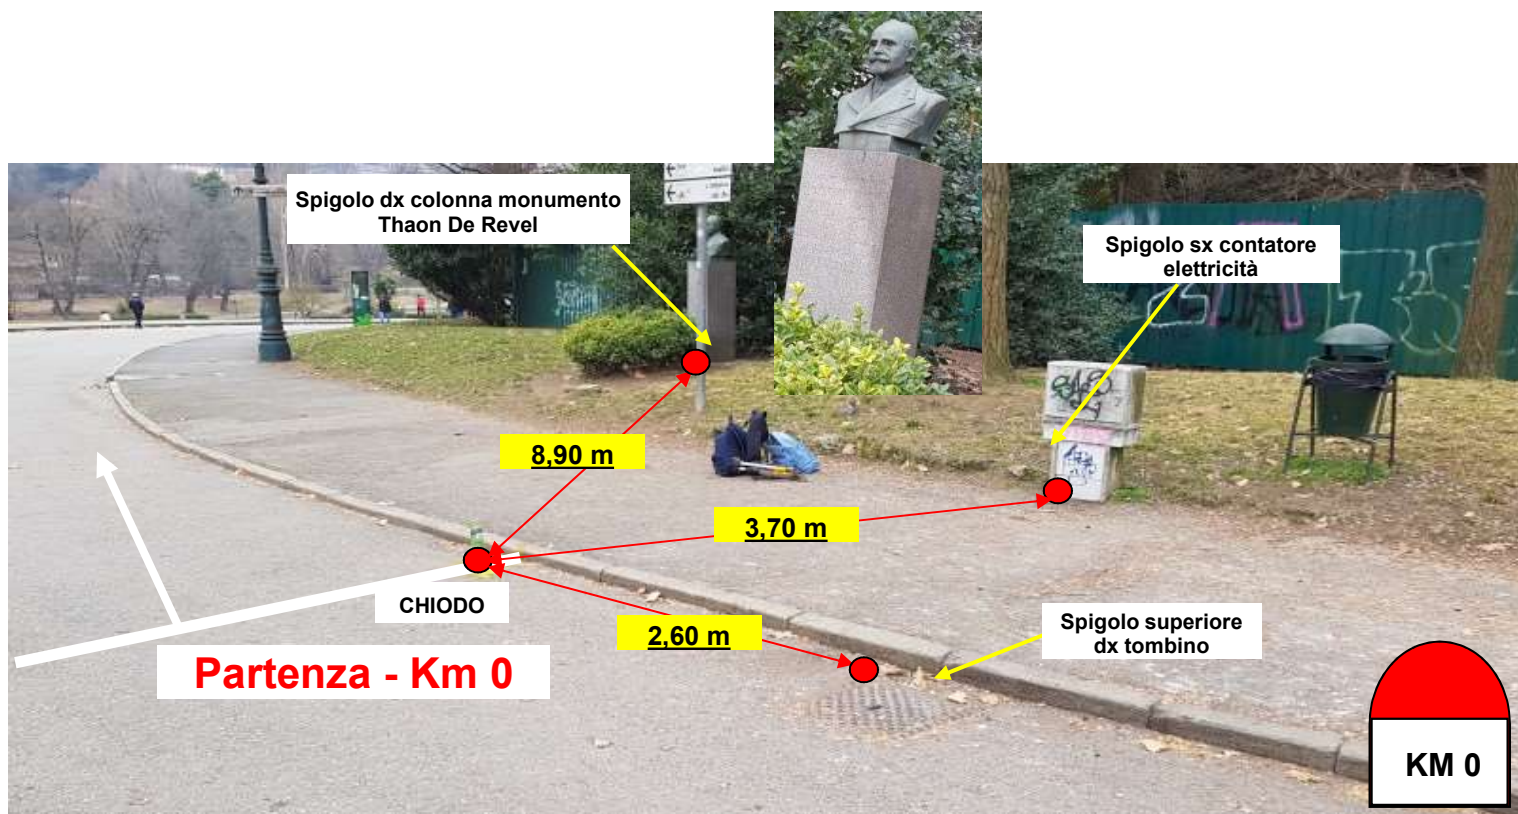 Spigolo dx colonna monumento
Thaon De Revel
Spigolo sx contatore
elettricità
8,90 m
3,70 m
CHIODO
2,60 m
Spigolo superiore
dx tombino
Partenza - Km 0
KM 0